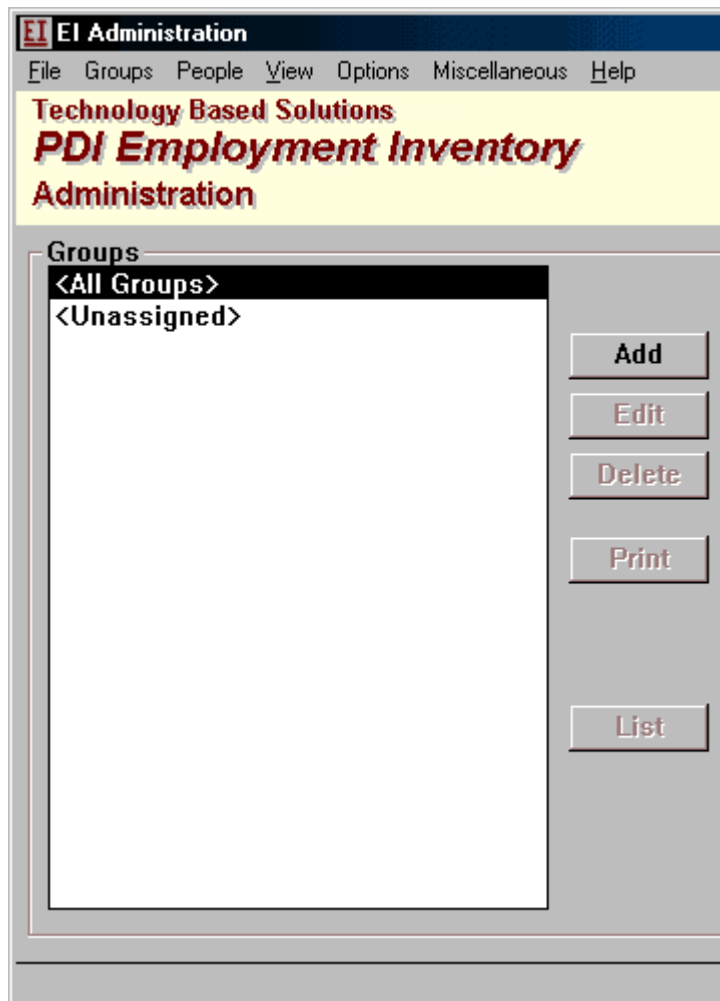 EI EI Administration
File Groups People View Options Miscellaneous Help
Technology Based Solutions
PDI Employment Inventory
Administration
Groups
<All Groups>
<Unassigned>
Add
Edit
Delete
Print
List